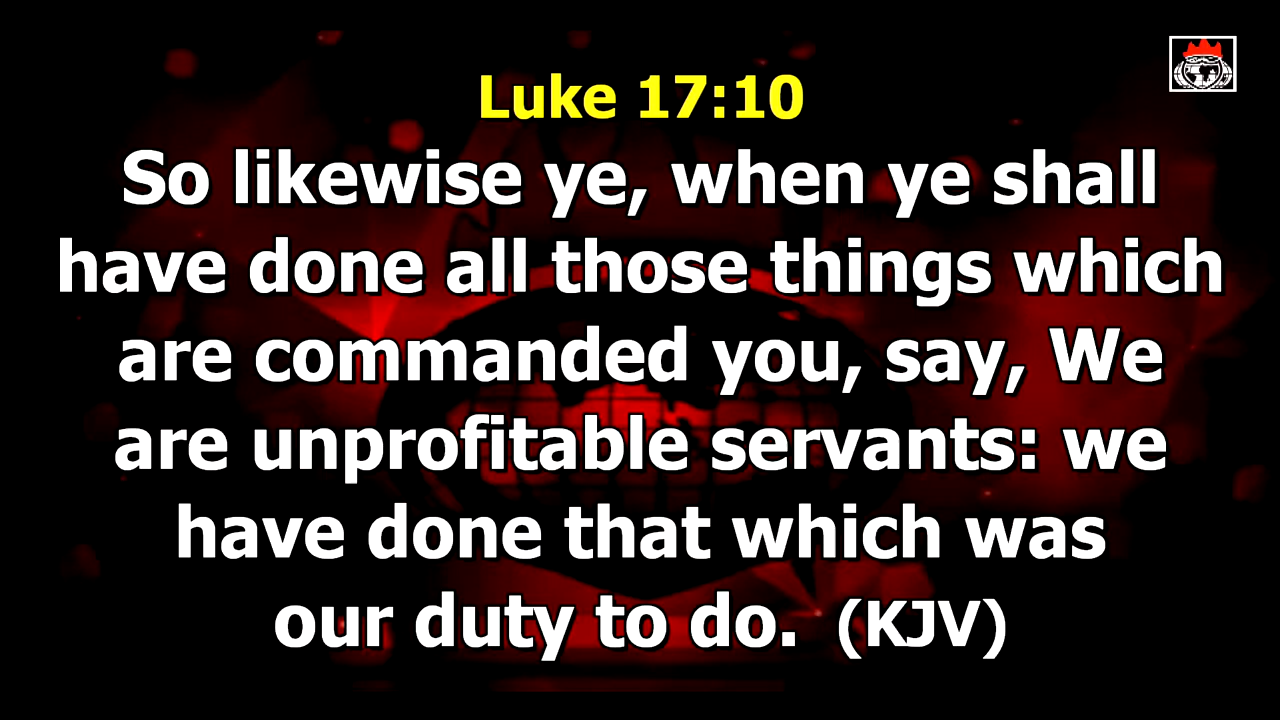 Luke 17:10
So likewise ye, when ye shall
have done all those things which
are commanded you, say, We
are unprofitable servants: we
have done that which was
our duty to do. (KJV)